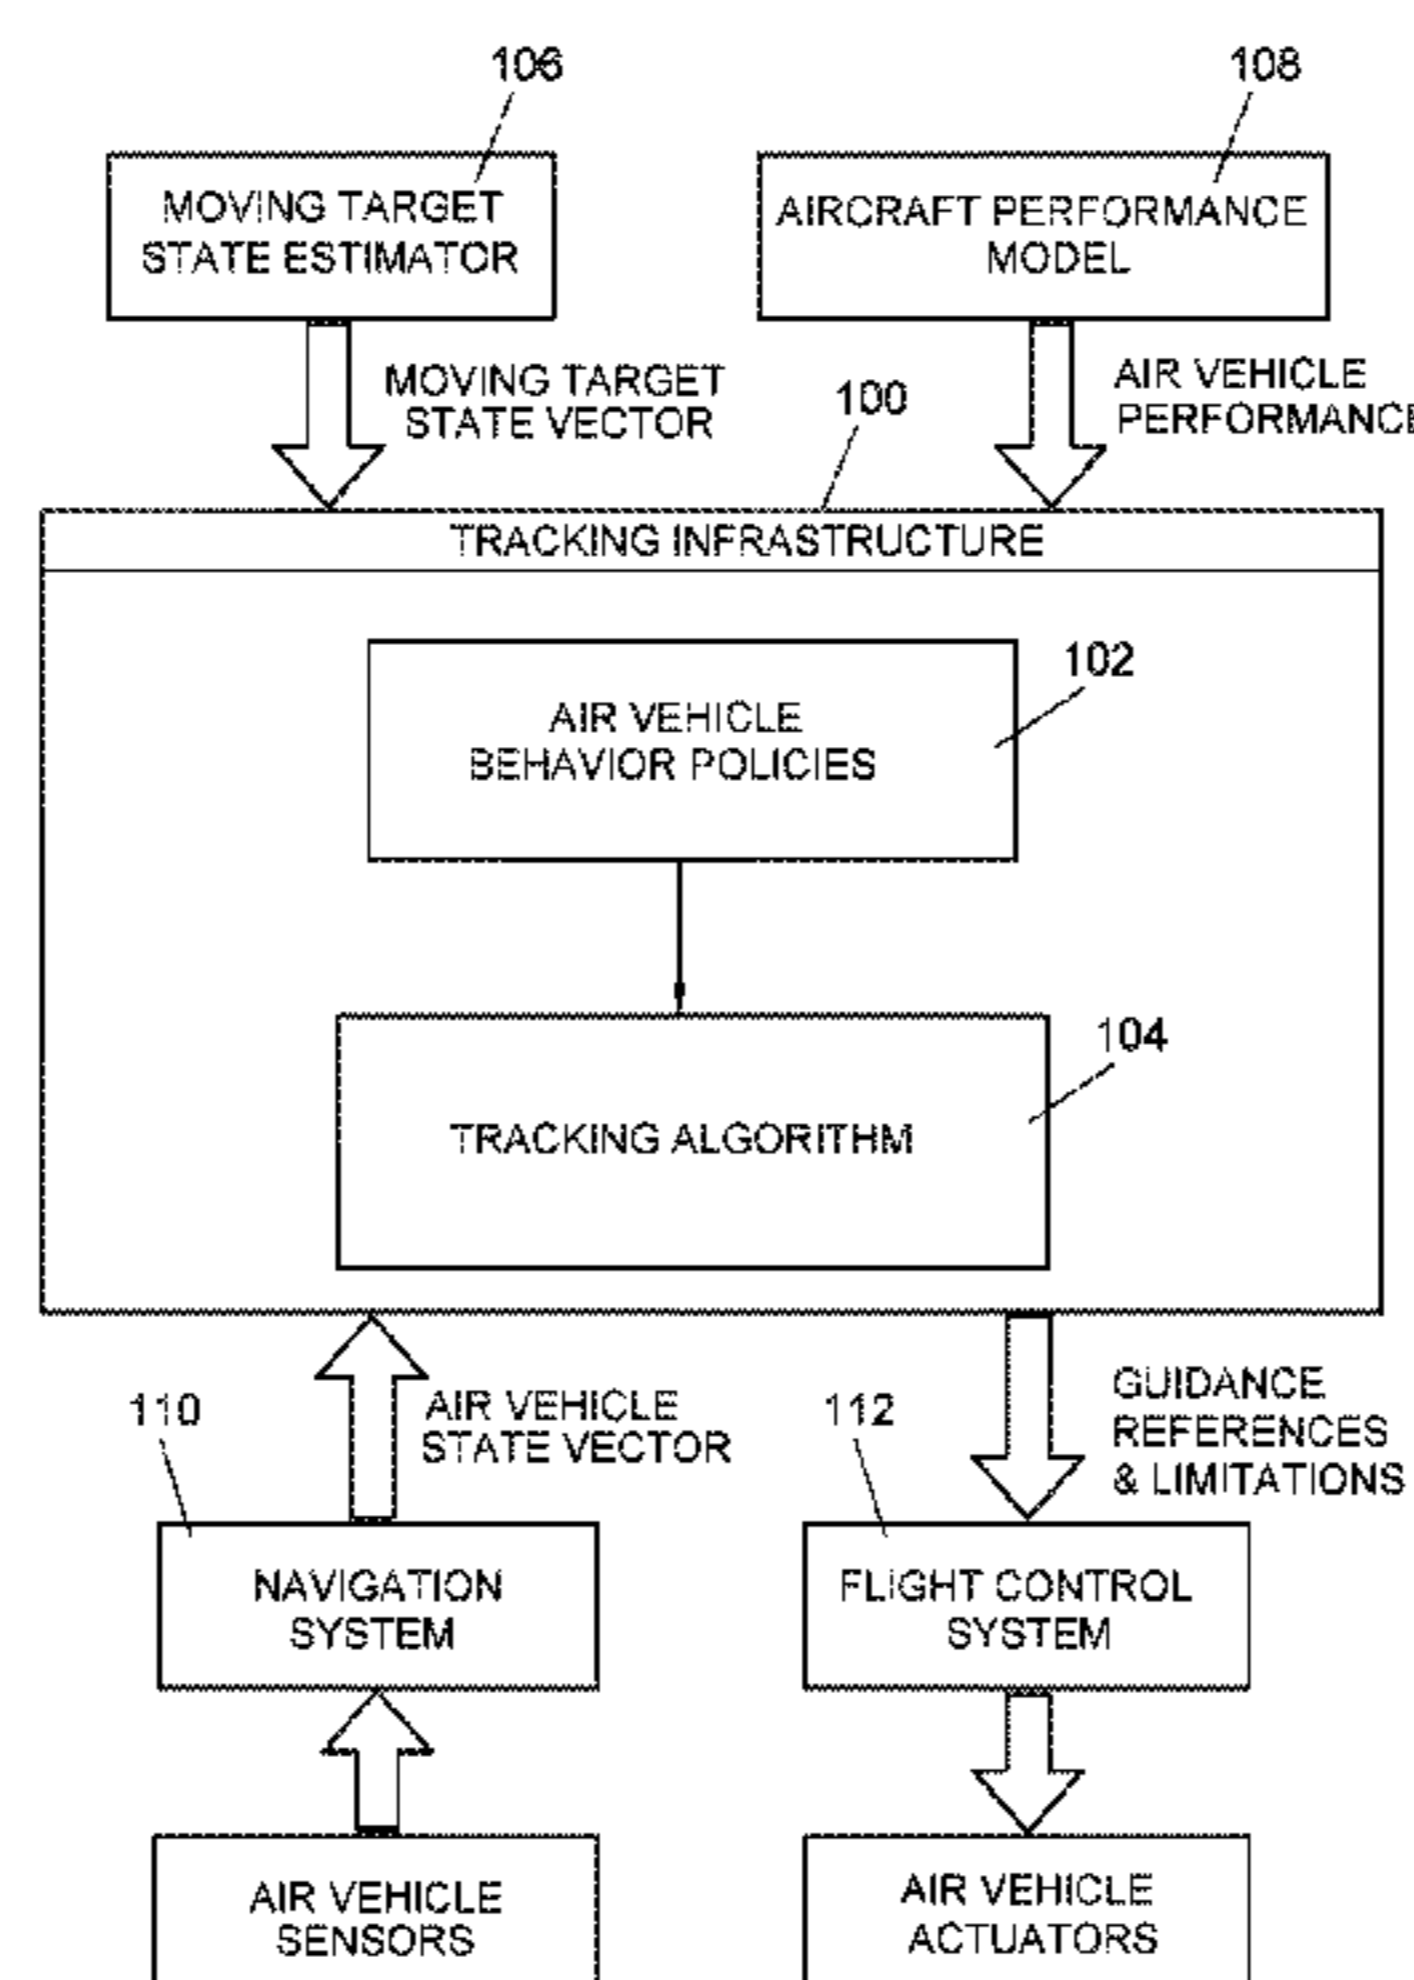 106
108
MOVING TARGET
STATE ESTIMATOR
AIRCRAFT PERFORMANCE
MODEL
MOVING TARGET
STATE VECTOR
100
AIR VEHICLE
PERFORMANCE
TRACKING INFRASTRUCTURE
102
AIR VEHICLE
BEHAVIOR POLICIES
104
TRACKING ALGORITHM
110
AIR VEHICLE
STATE VECTOR
112
GUIDANCE
REFERENCES
& LIMITATIONS
NAVIGATION
SYSTEM
FLIGHT CONTROL
SYSTEM
AIR VEHICLE
SENSORS
AIR VEHICLE
ACTUATORS